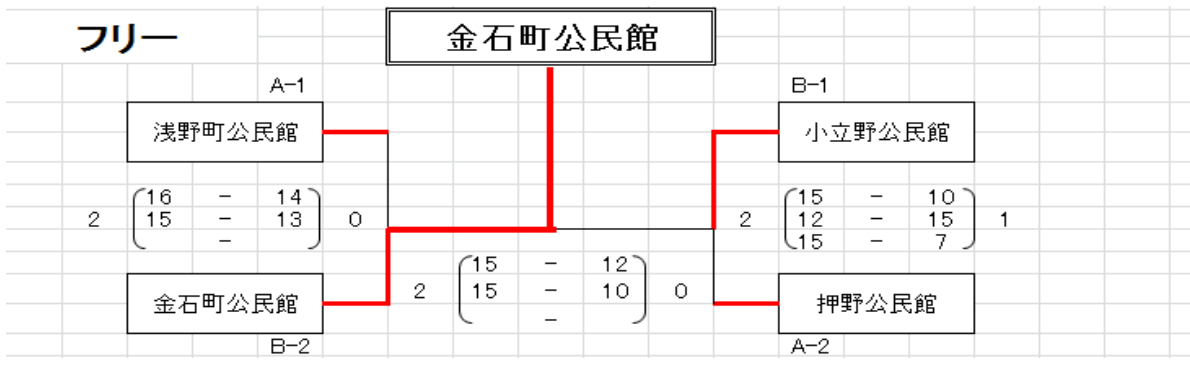 フリー
金石町公民館
A-1
B-1
浅野町公民館
小立野公民館
2 (16 - 14) 0
15 - 13
-
2 (15 - 10) 1
12 - 15
15 - 7
2 (15 - 12) 0
15 - 10
-
金石町公民館
押野公民館
B-2
A-2